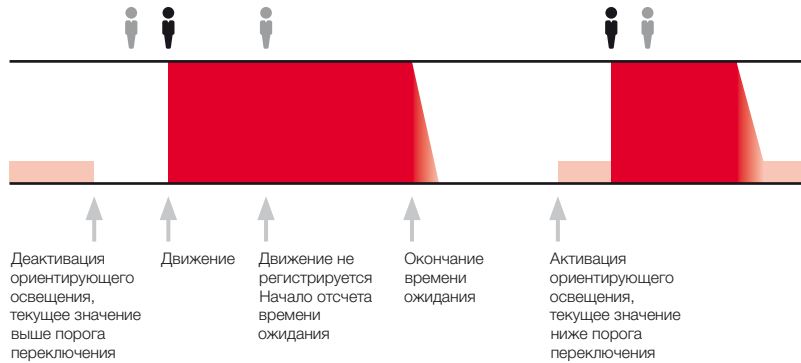 Деактивация
ориентирующего
освещения,
текущее значение
выше порога
переключения
Движение
Движение не
регистрируется
Начало отсчета
времени
ожидания
Окончание
времени
ожидания
Активация
ориентирующего
освещения,
текущее значение
ниже порога
переключения